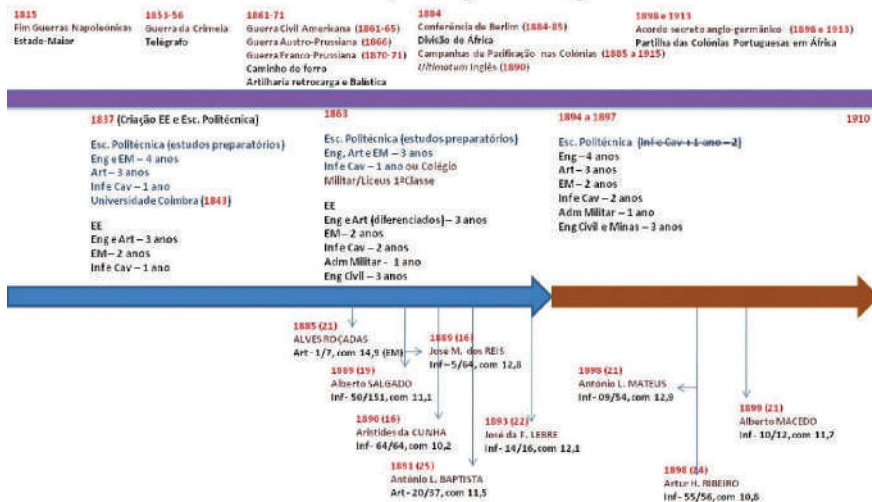 1815
Fim Guerras Napoleónicas
Estado-Maior
1853-56
Guerra da Crimeia
Telégrafo
1861-71
Guerra Civil Americana (1861-65)
Guerra Austro-Prussiana (1866)
Guerra Franco-Prussiana (1870-71)
Caminho do ferro
Artilharia retrocarga e Balística
1884
Conferência de Berlim (1884-85)
Divisão de África
Campanhas de Pacificação nas Colónias (1885 a 1915)
Ultimatum Inglês (1890)
1898 e 1913
Acordo secreto anglo-germânico (1898 e 1913)
Partilha das Colónias Portuguesas em África
1837 (Criação EE e Esc. Politécnica)
Esc. Politécnica (estudos preparatórios)
Eng e EM – 4 anos
Art – 3 anos
Inf e Cav – 1 ano
Universidade Coimbra (1843)
EE
Eng e Art – 3 anos
EM – 2 anos
Inf e Cav – 1 ano
1863
Esc. Politécnica (estudos preparatórios)
Eng, Art e EM – 3 anos
Inf e Cav – 1 ano ou Colégio
Militar/Liceus 1ª Classe
EE
Eng e Art (diferenciados) – 3 anos
EM – 2 anos
Inf e Cav – 2 anos
Adm Militar - 1 ano
Eng Civil – 3 anos
1894 a 1897
Esc. Politécnica (Inf e Cav + 1 ano – 2)
Eng – 4 anos
Art – 3 anos
EM – 2 anos
Inf e Cav – 2 anos
Adm Militar – 1 ano
Eng Civil e Minas – 3 anos
1910
1885 (21)
ALVES ROÇADAS
Art - 1/7, com 14,9 (EM)
1889 (19)
Alberto SALGADO
Inf - 50/151, com 11,1
1889 (16)
José M. dos REIS
Inf – 5/64, com 12,8
1890 (16)
Aristides da CUNHA
Inf - 64/64, com 10,2
1891 (25)
António L. BAPTISTA
Art - 20/37, com 11,5
1893 (22)
José da F. LEBRE
Inf - 14/16, com 12,1
1898 (21)
António L. MATEUS
Inf - 09/54, com 12,9
1898 (24)
Artur H. RIBEIRO
Inf - 55/56, com 10,8
1899 (21)
Alberto MACEDO
Inf - 10/12, com 11,7